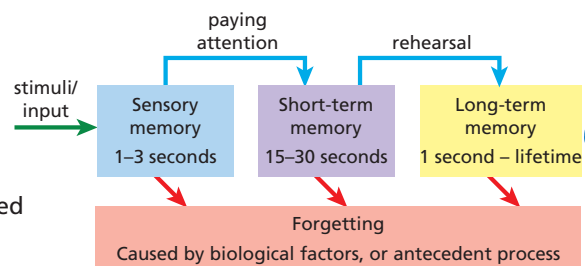 paying
attention
rehearsal
stimuli/
input
Sensory
memory
1–3 seconds
Short-term
memory
15–30 seconds
Long-term
memory
1 second – lifetime
ed
Forgetting
Caused by biological factors, or antecedent process